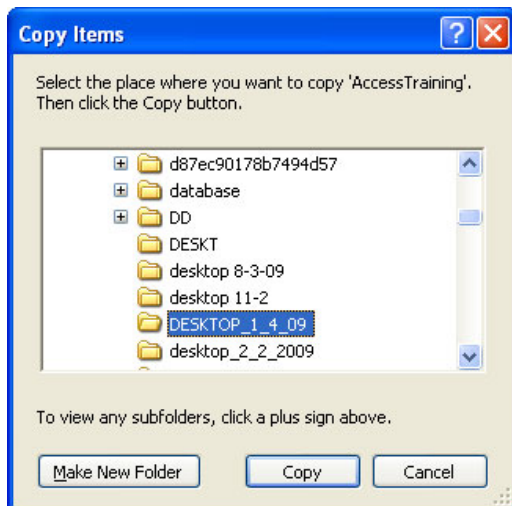 Copy Items
Select the place where you want to copy 'AccessTraining'.
Then click the Copy button.
d87ec90178b7494d57
database
DD
DESKT
desktop 8-3-09
desktop 11-2
DESKTOP_1_4_09
desktop_2_2_2009
To view any subfolders, click a plus sign above.
Make New Folder
Copy
Cancel